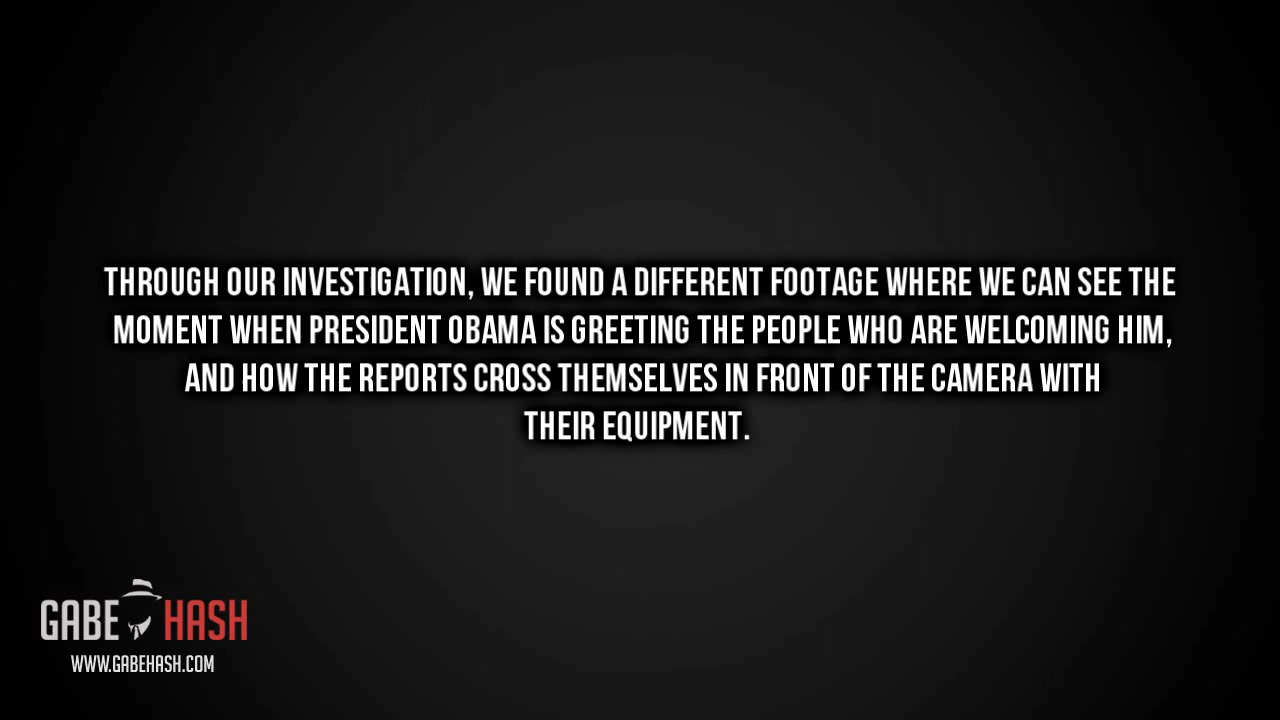 THROUGH OUR INVESTIGATION, WE FOUND A DIFFERENT FOOTAGE WHERE WE CAN SEE THE
MOMENT WHEN PRESIDENT OBAMA IS GREETING THE PEOPLE WHO ARE WELCOMING HIM,
AND HOW THE REPORTS CROSS THEMSELVES IN FRONT OF THE CAMERA WITH
THEIR EQUIPMENT.
GABE HASH
WWW.GABEHASH.COM